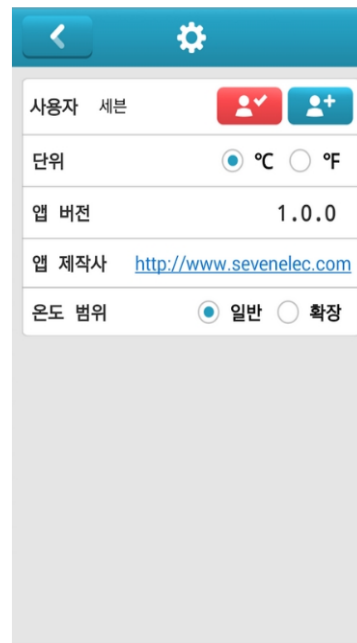 사용자 세븐
단위 ℃ ℉
앱 버전 1.0.0
앱 제작사 http://www.sevenelec.com
온도 범위 일반 확장